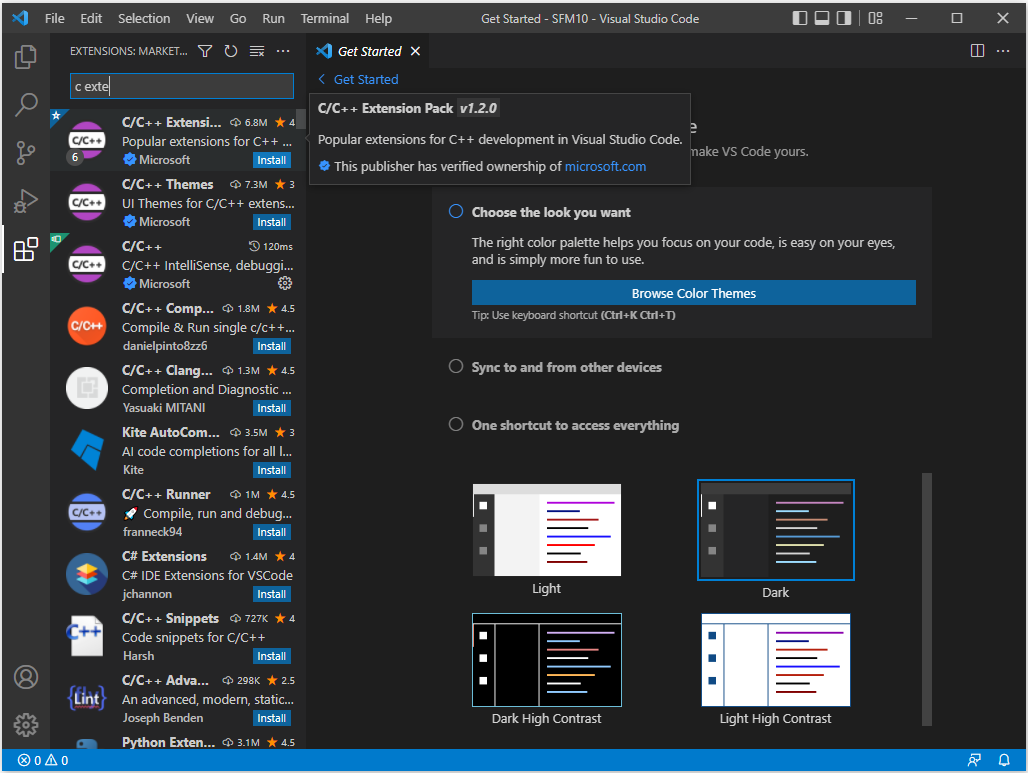 File Edit Selection View Go Run Terminal Help
Get Started - SFM10 - Visual Studio Code
EXTENSIONS: MARKET...
c exte
C/C++ Extensi... 6.8M 4
Popular extensions for C++ ...
Microsoft Install
C/C++
6
C/C++ Themes 7.3M 3
UI Themes for C/C++ extens...
Microsoft Install
C/C++
C/C++ 120ms
C/C++ IntelliSense, debuggi...
Microsoft
C/C++
C/C++ Comp... 1.8M 4.5
Compile & Run single c/c++...
danielpinto8zz6 Install
C/C++
C/C++ Clang... 1.3M 4.5
Completion and Diagnostic ...
Yasuaki MITANI Install
Kite AutoCom... 3.5M 3
AI code completions for all l...
Kite Install
C/C++ Runner 1M 4.5
🚀 Compile, run and debug...
franneck94 Install
C/C++
C# Extensions 1.4M 4
C# IDE Extensions for VSCode
jchannon Install
C/C++ Snippets 727K 4
Code snippets for C/C++
Harsh Install
C++
C/C++ Adva... 298K 2.5
An advanced, modern, static...
Joseph Benden Install
{flyt
Lint}
Python Exten... 3.1M 4.5
Get Started
Get Started
C/C++ Extension Pack v1.2.0
Popular extensions for C++ development in Visual Studio Code.
This publisher has verified ownership of microsoft.com
make VS Code yours.
Choose the look you want
The right color palette helps you focus on your code, is easy on your eyes,
and is simply more fun to use.
Browse Color Themes
Tip: Use keyboard shortcut (Ctrl+K Ctrl+T)
Sync to and from other devices
One shortcut to access everything
Light
Dark
Dark High Contrast
Light High Contrast
0 0